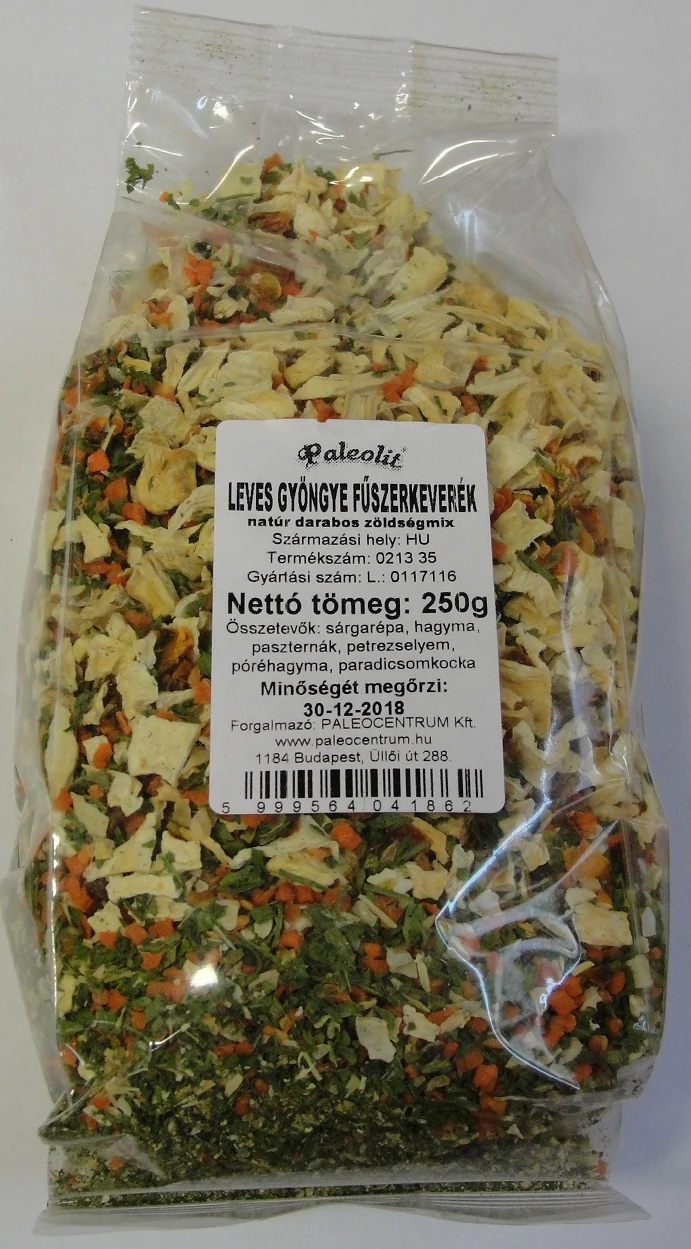 Paleolit
LEVES GYÖNGYE FŰSZERKEVERÉK
natúr darabos zöldségmix
Származási hely: HU
Termékszám: 0213 35
Gyártási szám: L.: 0117116
Nettó tömeg: 250g
Összetevők: sárgarépa, hagyma,
paszternák, petrezselyem,
póréhagyma, paradicsomkocka
Minőségét megőrzi:
30-12-2018
Forgalmazó: PALEOCENTRUM Kft.
www.paleocentrum.hu
1184 Budapest, Üllői út 288.
5 999564 041862